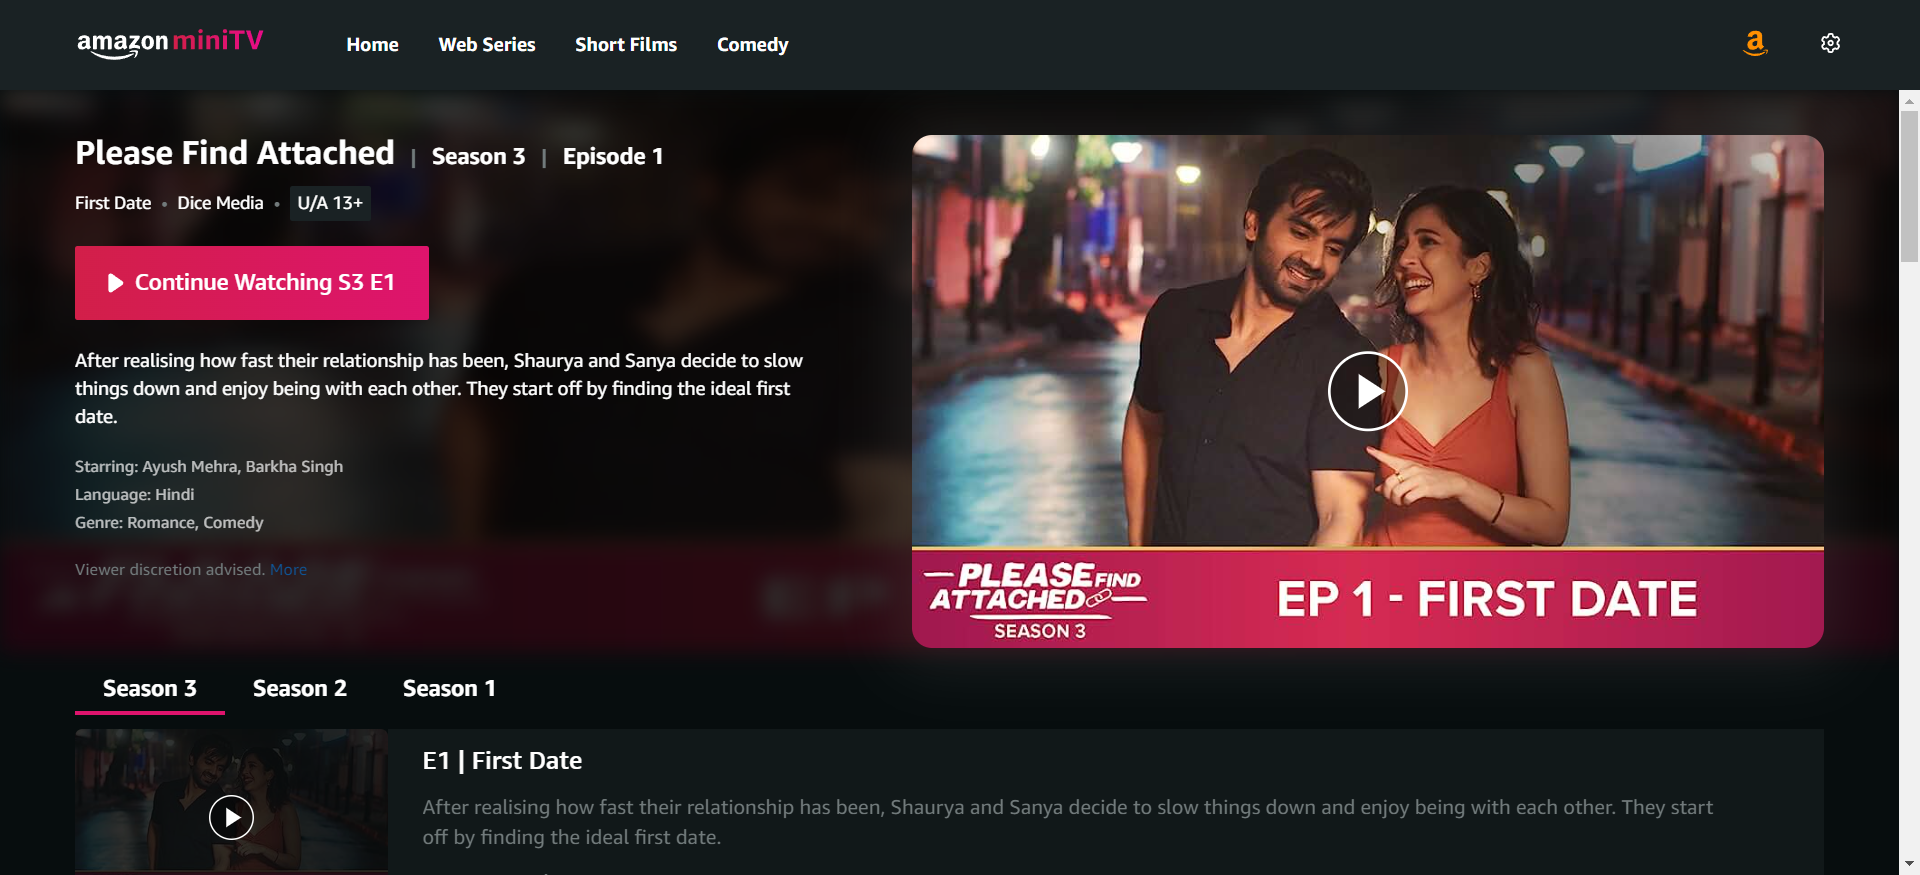 amazon miniTV
Home
Web Series
Short Films
Comedy
Please Find Attached | Season 3 | Episode 1
First Date • Dice Media • U/A 13+
Continue Watching S3 E1
After realising how fast their relationship has been, Shaurya and Sanya decide to slow
things down and enjoy being with each other. They start off by finding the ideal first
date.
Starring: Ayush Mehra, Barkha Singh
Language: Hindi
Genre: Romance, Comedy
Viewer discretion advised. More
PLEASE FIND
ATTACHED
SEASON 3
EP 1 - FIRST DATE
Season 3
Season 2
Season 1
E1 | First Date
After realising how fast their relationship has been, Shaurya and Sanya decide to slow things down and enjoy being with each other. They start
off by finding the ideal first date.